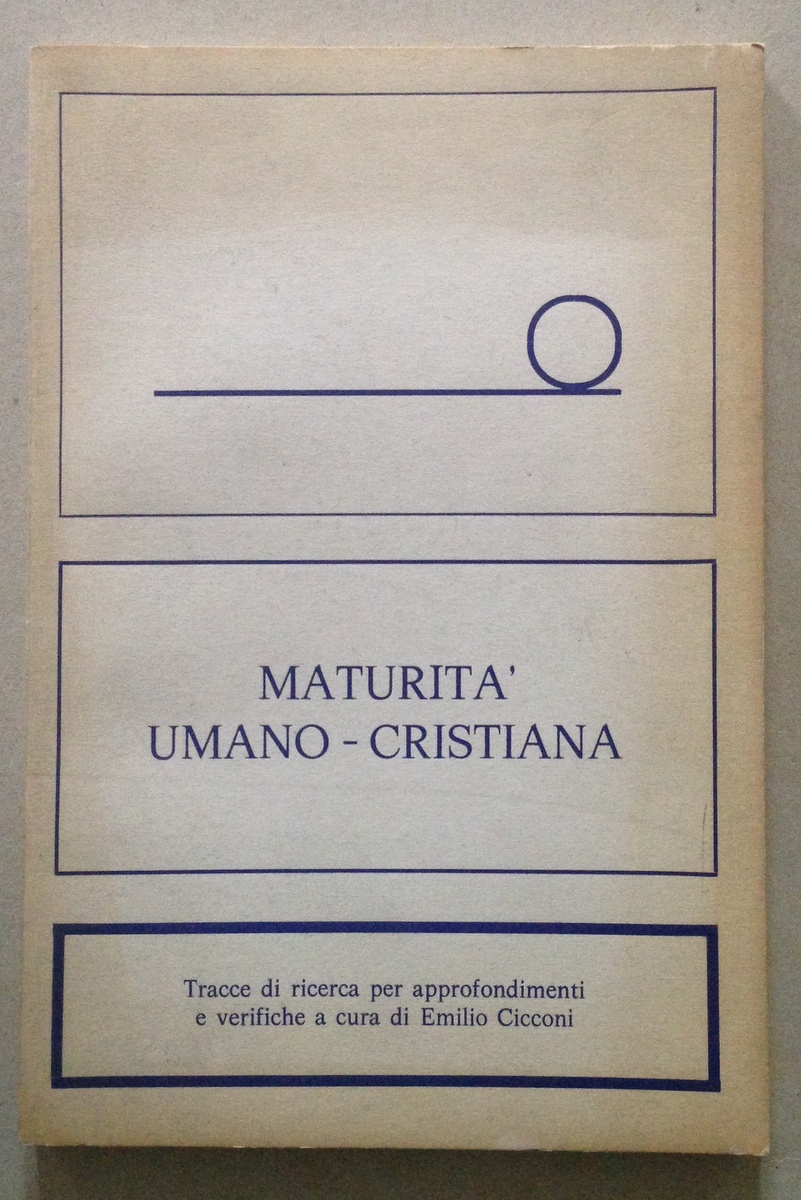 MATURITA'
UMANO - CRISTIANA
Tracce di ricerca per approfondimenti
e verifiche a cura di Emilio Cicconi